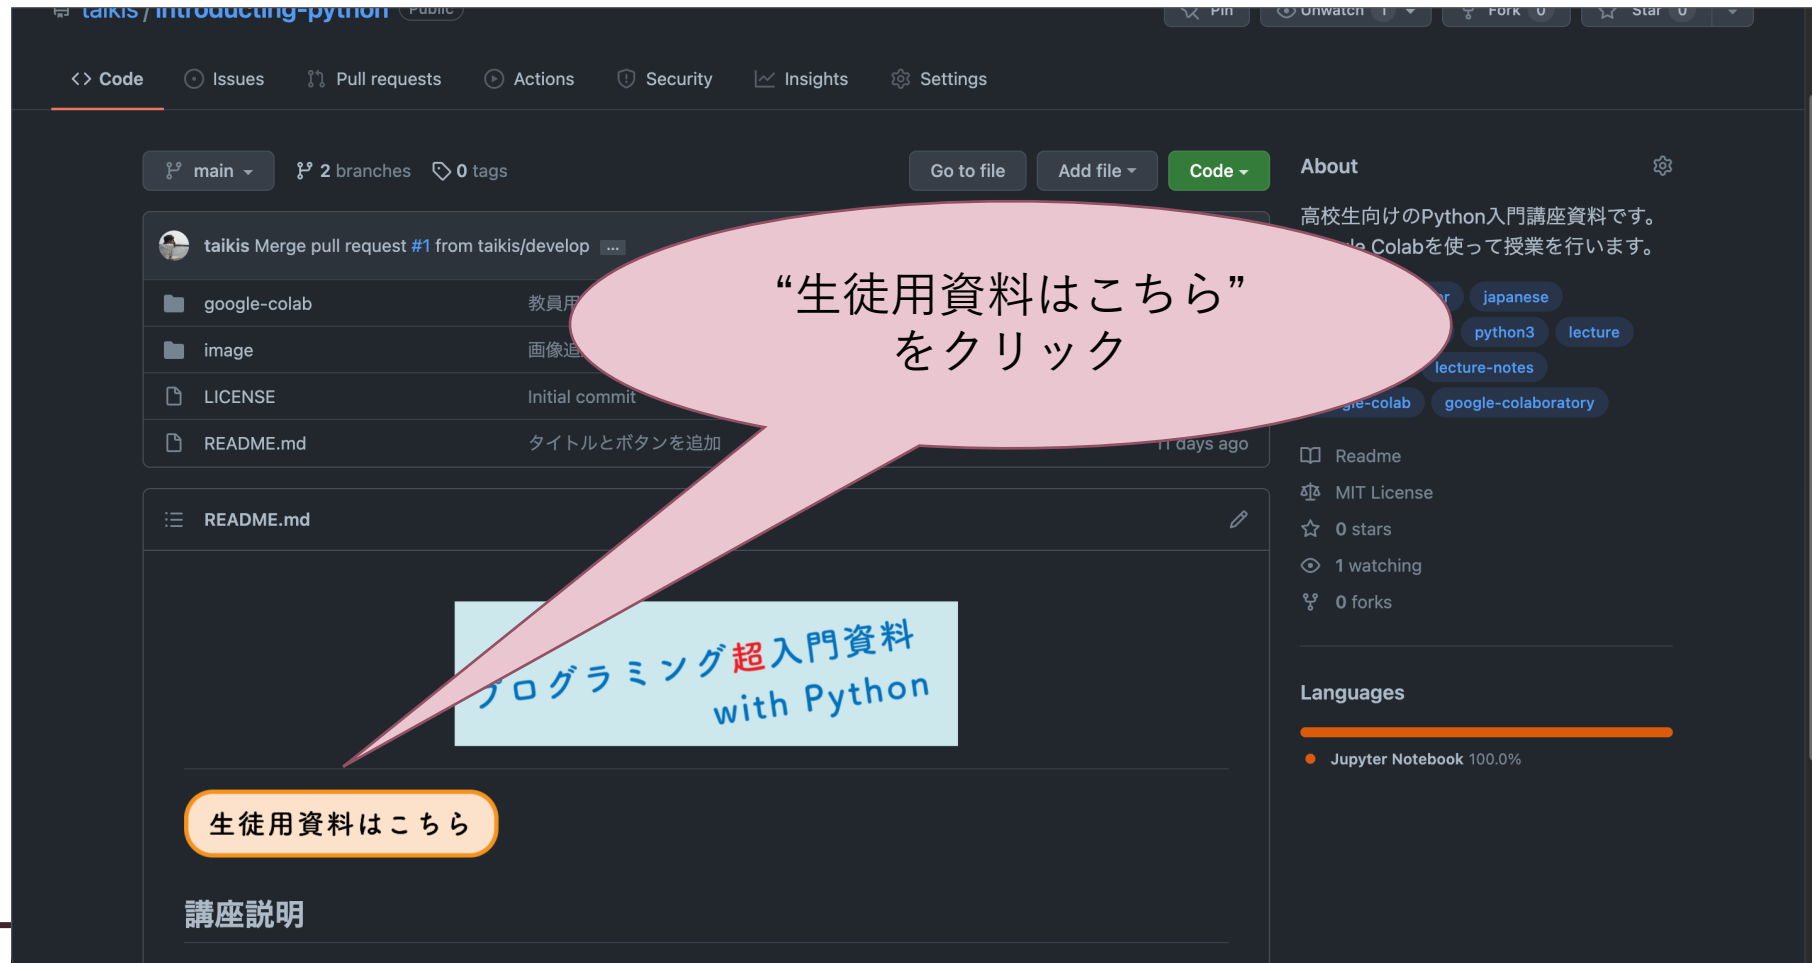 taikis / introducting-python Public
Pin
Unwatch 1
Fork 0
Star 0
Code
Issues
Pull requests
Actions
Security
Insights
Settings
main
2 branches
0 tags
Go to file
Add file
Code
taikis Merge pull request #1 from taikis/develop ...
google-colab
教員用
image
画像追
LICENSE
Initial commit
README.md
タイトルとボタンを追加
11 days ago
“生徒用資料はこちら”
をクリック
README.md
プログラミング超入門資料
with Python
生徒用資料はこちら
講座説明
About
高校生向けのPython入門講座資料です。
Colabを使って授業を行います。
japanese
python3
lecture
lecture-notes
google-colaboratory
Readme
MIT License
0 stars
1 watching
0 forks
Languages
Jupyter Notebook 100.0%